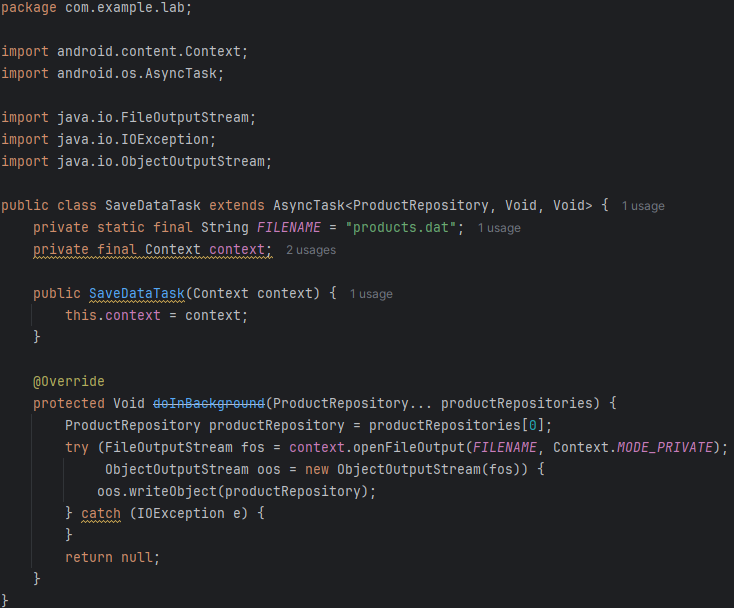 package com.example.lab;
import android.content.Context;
import android.os.AsyncTask;
import java.io.FileOutputStream;
import java.io.IOException;
import java.io.ObjectOutputStream;
public class SaveDataTask extends AsyncTask<ProductRepository, Void, Void> { 1 usage
    private static final String FILENAME = "products.dat"; 1 usage
    private final Context context; 2 usages
    public SaveDataTask(Context context) { 1 usage
        this.context = context;
    }
    @Override
    protected Void doInBackground(ProductRepository... productRepositories) {
        ProductRepository productRepository = productRepositories[0];
        try (FileOutputStream fos = context.openFileOutput(FILENAME, Context.MODE_PRIVATE);
             ObjectOutputStream oos = new ObjectOutputStream(fos)) {
            oos.writeObject(productRepository);
        } catch (IOException e) {
        }
        return null;
    }
}